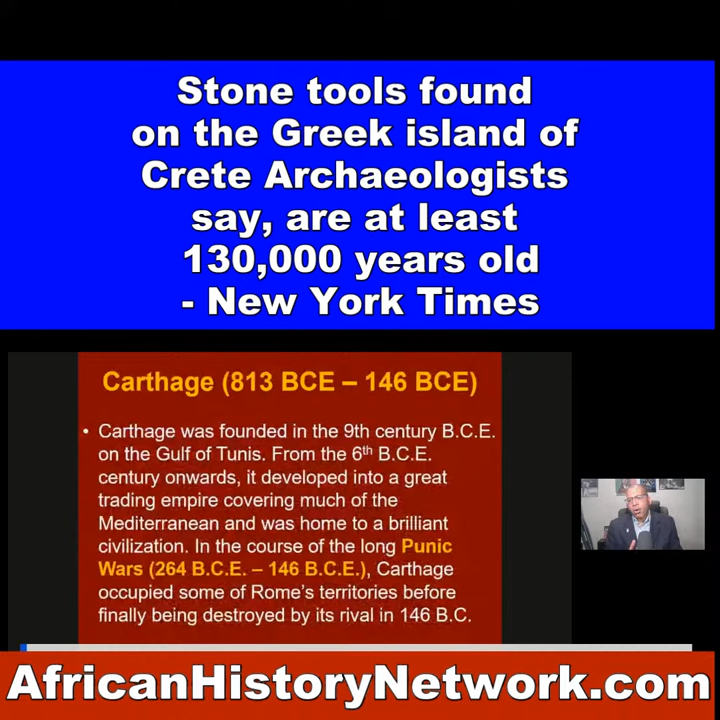 Stone tools found
on the Greek island of
Crete Archaeologists
say, are at least
130,000 years old
- New York Times
Carthage (813 BCE – 146 BCE)
• Carthage was founded in the 9th century B.C.E.
on the Gulf of Tunis. From the 6th B.C.E.
century onwards, it developed into a great
trading empire covering much of the
Mediterranean and was home to a brilliant
civilization. In the course of the long Punic
Wars (264 B.C.E. – 146 B.C.E.), Carthage
occupied some of Rome's territories before
finally being destroyed by its rival in 146 B.C.
AfricanHistoryNetwork.com